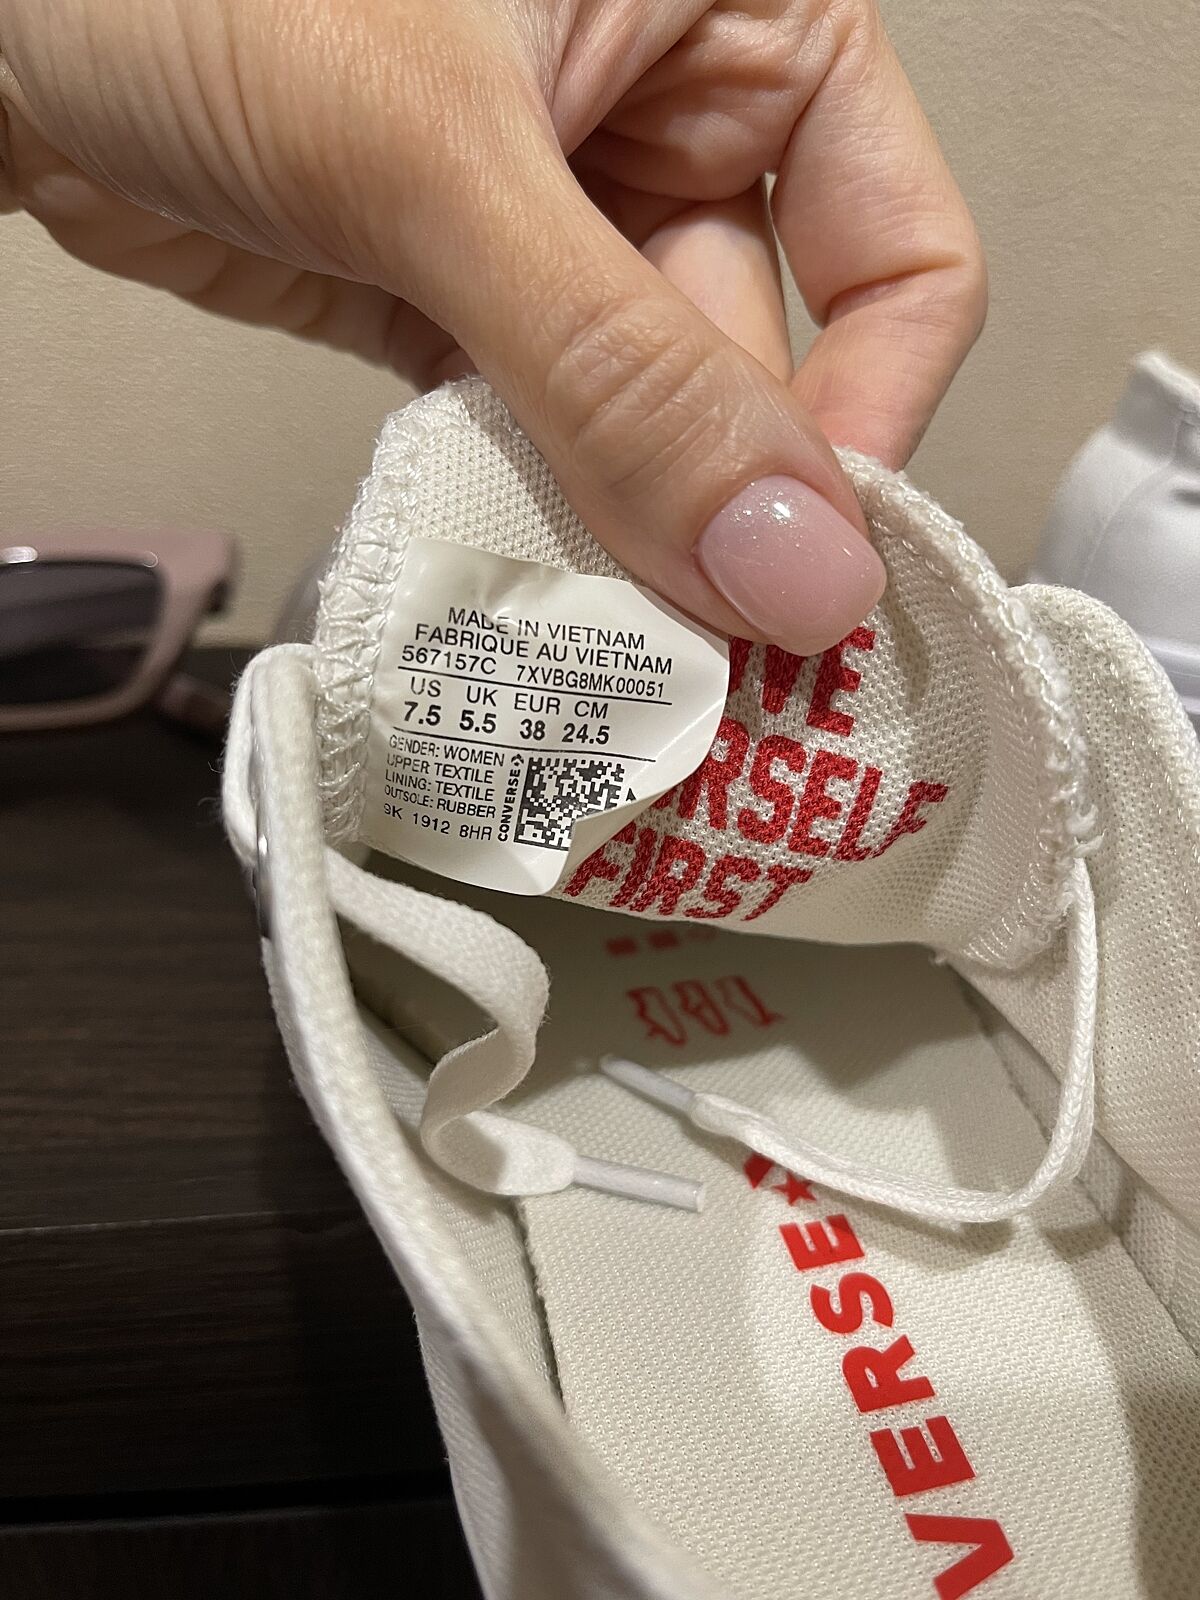 MADE IN VIETNAM
FABRIQUE AU VIETNAM
567157C 7XVBG8MK00051
US UK EUR CM
7.5 5.5 38 24.5
GENDER: WOMEN
UPPER TEXTILE
LINING: TEXTILE
OUTSOLE: RUBBER
9K 1912 8HR
CONVERSE
FIRST
VERSE